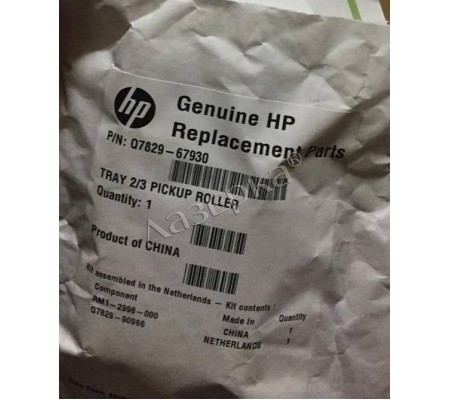 hp
Genuine HP
Replacement Parts
P/N: Q7829-67930
TRAY 2/3 PICKUP ROLLER
Quantity: 1
Product of CHINA
Kit assembled in the Netherlands - Kit contents:
Component Made in Quantity
RM1-2998-000 CHINA 1
Q7829-90966 NETHERLANDS 1
Лазърка®